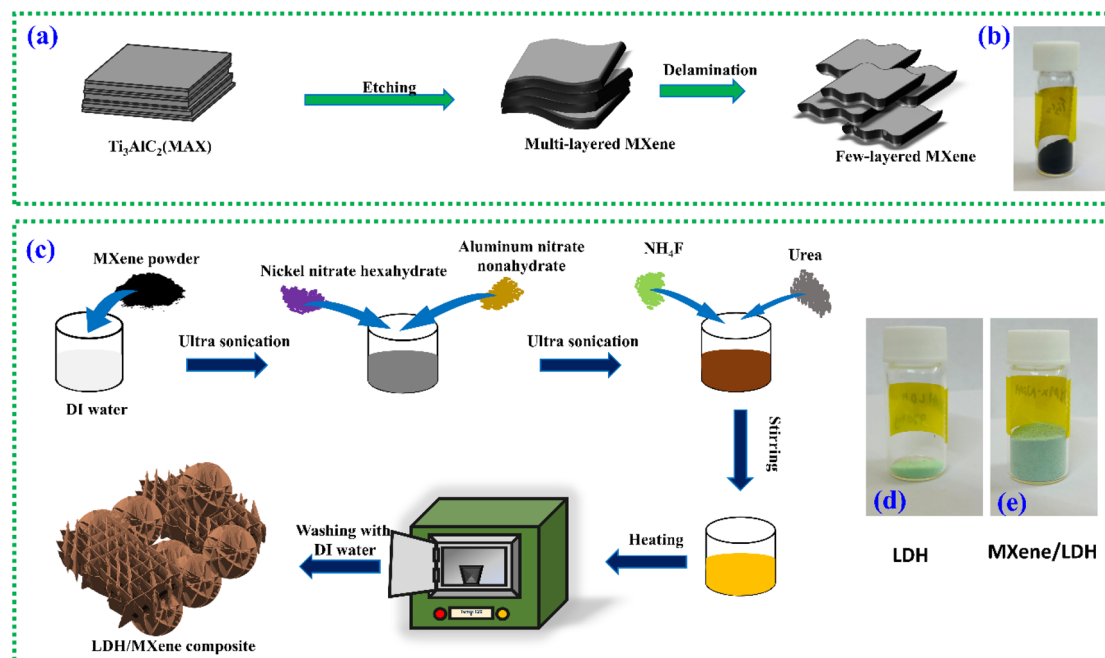 (a)
(b)
Ti₃AlC₂(MAX)
Etching
Multi-layered MXene
Delamination
Few-layered MXene
(c)
MXene powder
DI water
Ultra sonication
Nickel nitrate hexahydrate
Aluminum nitrate
nonahydrate
Ultra sonication
NH₄F
Urea
Stirring
Heating
Washing with
DI water
LDH/MXene composite
(d)
LDH
(e)
MXene/LDH